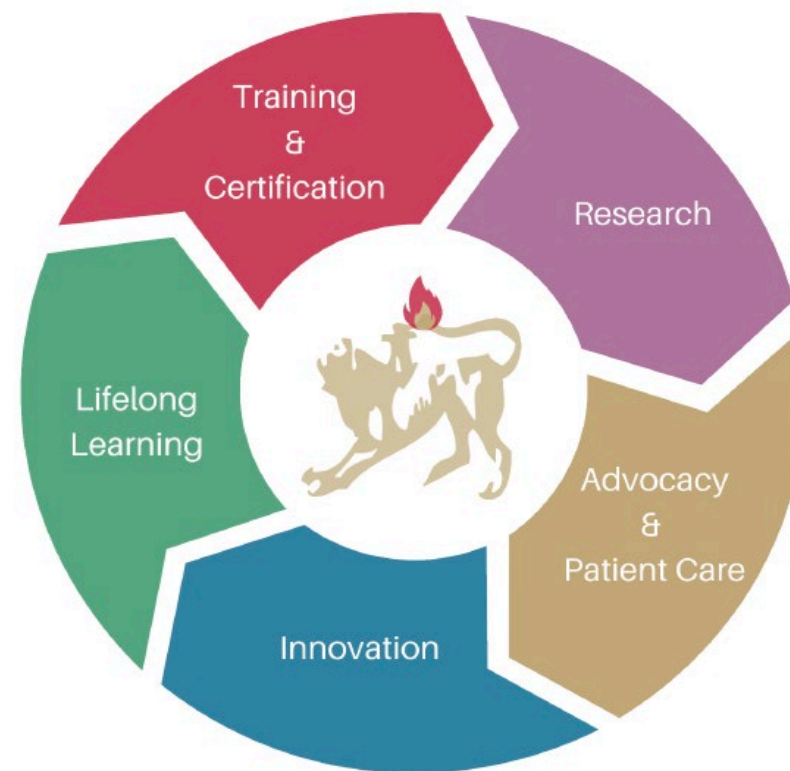 Training
&
Certification
Research
Advocacy
&
Patient Care
Innovation
Lifelong
Learning